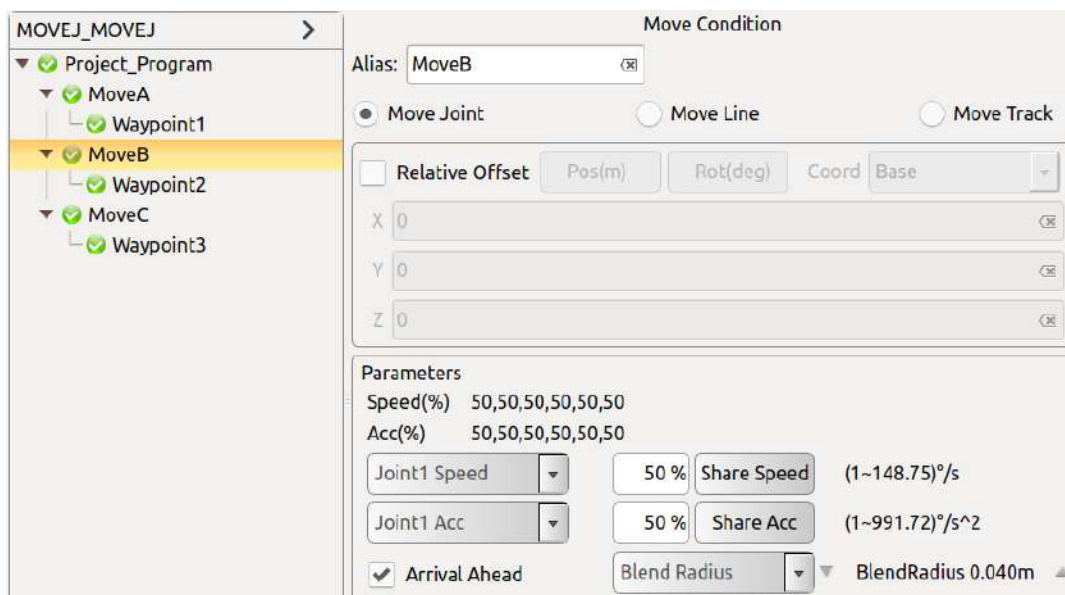 MOVEJ_MOVEJ
Project_Program
MoveA
Waypoint1
MoveB
Waypoint2
MoveC
Waypoint3
Move Condition
Alias: MoveB
Move Joint Move Line Move Track
Relative Offset Pos(m) Rot(deg) Coord Base
X 0
Y 0
Z 0
Parameters
Speed(%) 50,50,50,50,50,50
Acc(%) 50,50,50,50,50,50
Joint1 Speed 50 % Share Speed (1~148.75)°/s
Joint1 Acc 50 % Share Acc (1~991.72)°/s^2
Arrival Ahead Blend Radius BlendRadius 0.040m